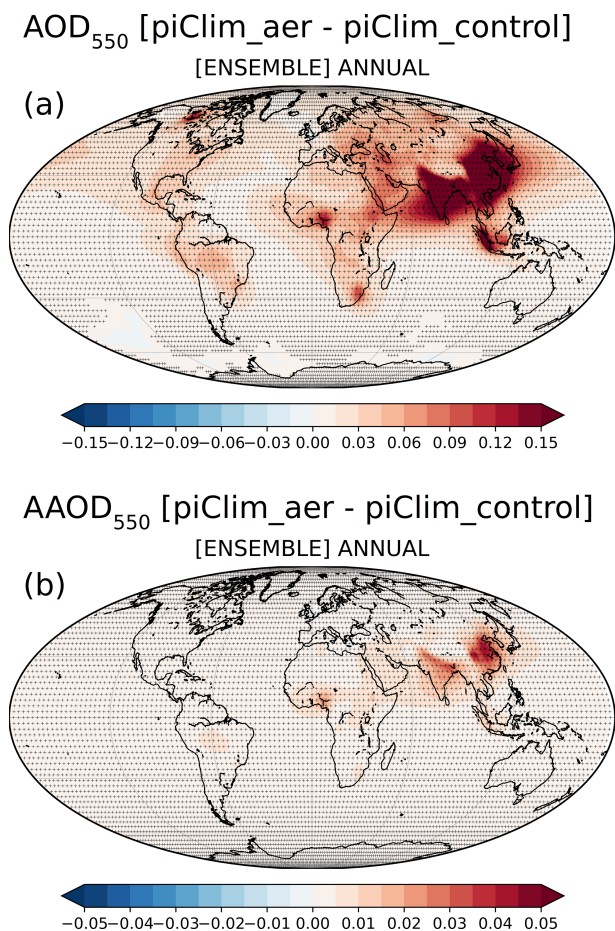 AOD550 [piClim_aer - piClim_control]
[ENSEMBLE] ANNUAL
(a)
−0.15−0.12−0.09−0.06−0.03 0.00 0.03 0.06 0.09 0.12 0.15
AAOD550 [piClim_aer - piClim_control]
[ENSEMBLE] ANNUAL
(b)
−0.05−0.04−0.03−0.02−0.01 0.00 0.01 0.02 0.03 0.04 0.05